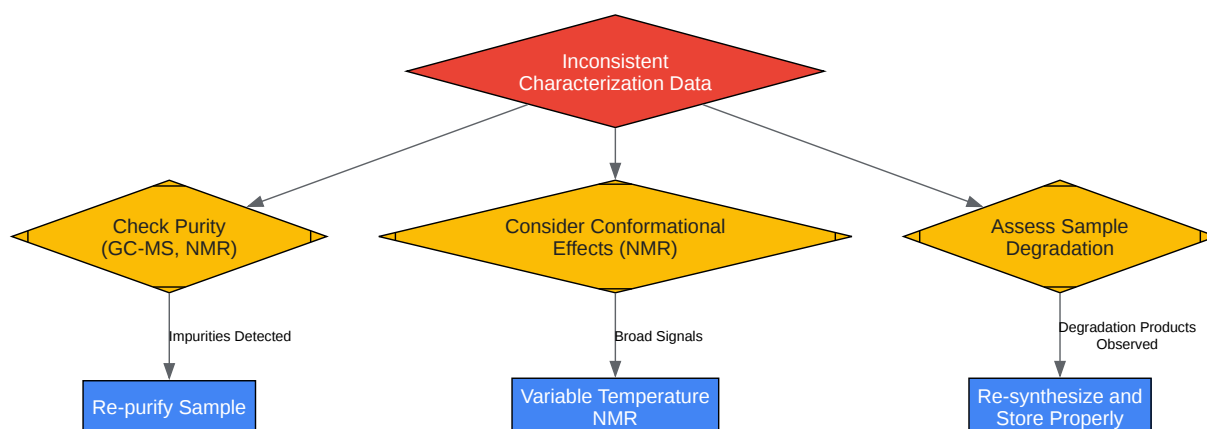 Inconsistent
Characterization Data
Check Purity
(GC-MS, NMR)
Consider Conformational
Effects (NMR)
Assess Sample
Degradation
Impurities Detected
Broad Signals
Degradation Products
Observed
Re-purify Sample
Variable Temperature
NMR
Re-synthesize and
Store Properly